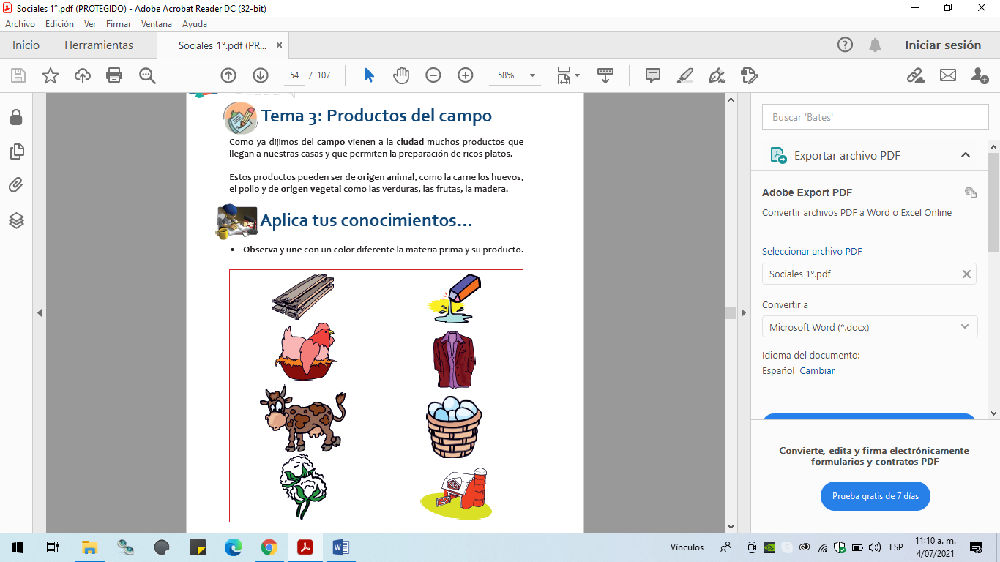 Sociales 1°.pdf (PROTEGIDO) - Adobe Acrobat Reader DC (32-bit)
Archivo Edición Ver Firmar Ventana Ayuda
Inicio Herramientas Sociales 1°.pdf (PR... × Iniciar sesión
54 / 107 58%
Tema 3: Productos del campo
Como ya dijimos del campo vienen a la ciudad muchos productos que
llegan a nuestras casas y que permiten la preparación de ricos platos.
Estos productos pueden ser de origen animal, como la carne los huevos,
el pollo y de origen vegetal como las verduras, las frutas, la madera.
Aplica tus conocimientos...
• Observa y une con un color diferente la materia prima y su producto.
Buscar 'Bates'
Exportar archivo PDF
Adobe Export PDF
Convertir archivos PDF a Word o Excel Online
Seleccionar archivo PDF
Sociales 1°.pdf
Convertir a
Microsoft Word (*.docx)
Idioma del documento:
Español Cambiar
Convierte, edita y firma electrónicamente
formularios y contratos PDF
Prueba gratis de 7 días
Vínculos ESP 11:10 a. m.
4/07/2021